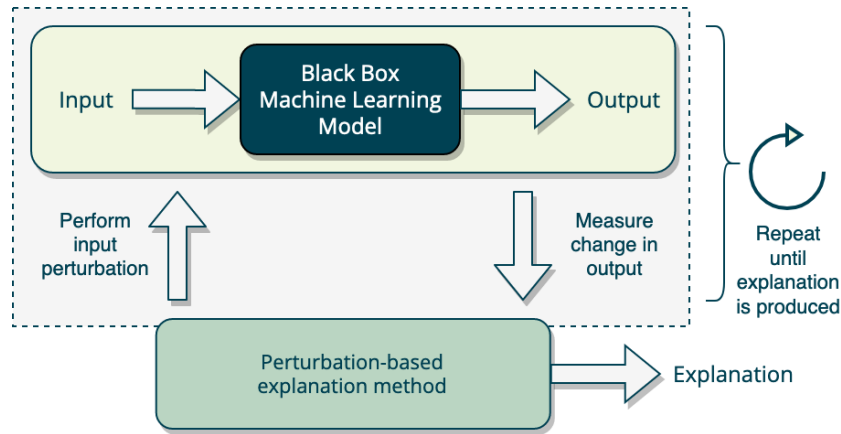 Input
Black Box
Machine Learning
Model
Output
Perform
input
perturbation
Measure
change in
output
Repeat
until
explanation
is produced
Perturbation-based
explanation method
Explanation